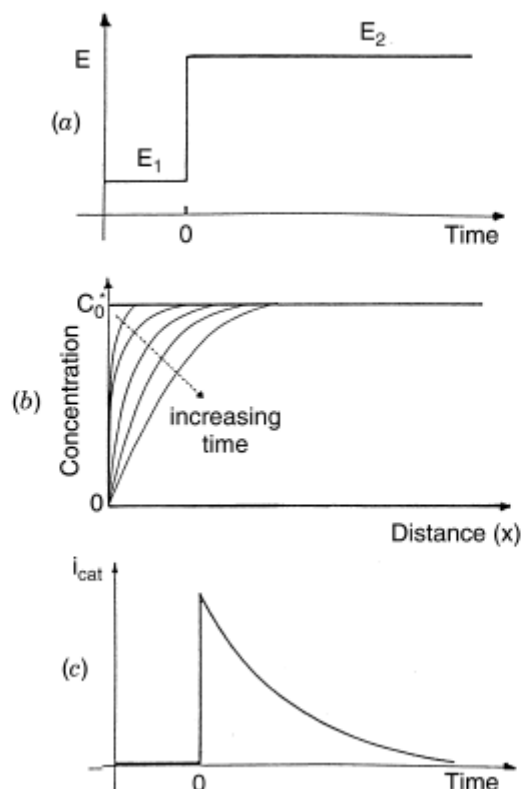 E
E2
(a)
E1
0
Time
C0*
Concentration
(b)
increasing
time
0
Distance (x)
icat
(c)
0
Time